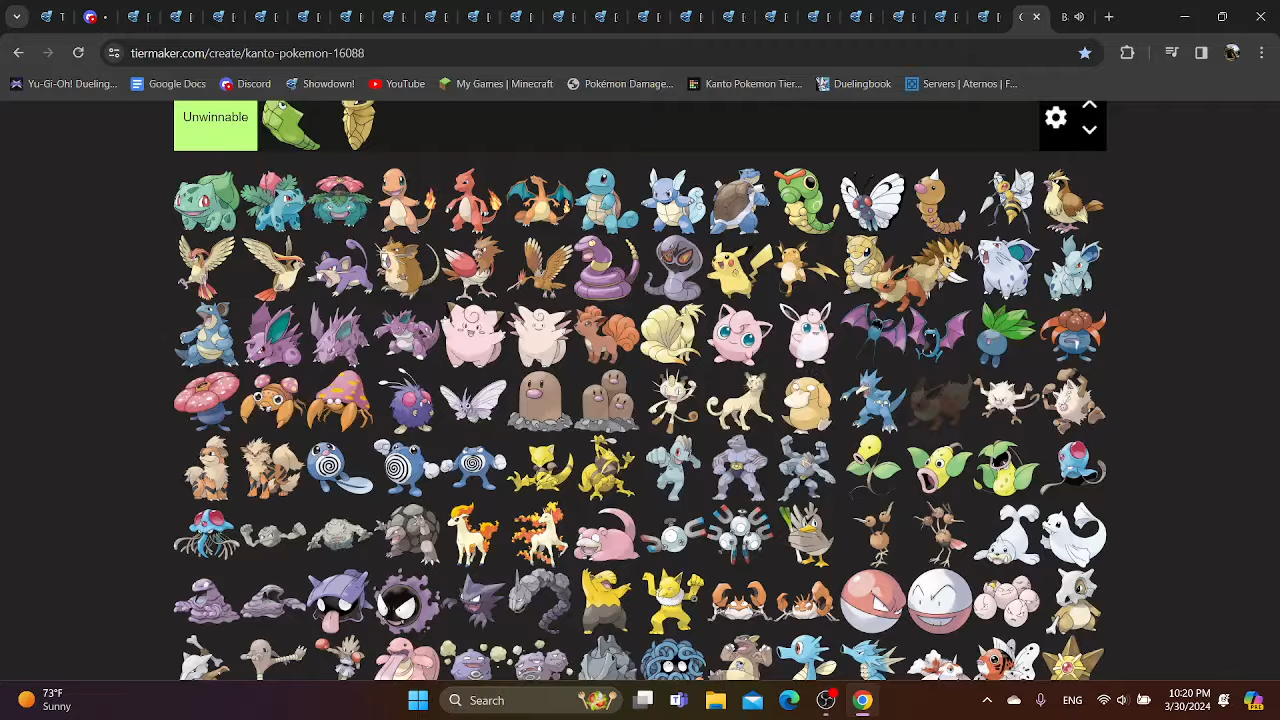 tiermaker.com/create/kanto-pokemon-16088
Yu-Gi-Oh! Dueling...
Google Docs
Discord
Showdown!
YouTube
My Games | Minecraft
Pokémon Damage...
Kanto Pokemon Tier...
Duelingbook
Servers | Aternos | F...
Unwinnable
73°F
Sunny
Search
ENG
10:20 PM
3/30/2024
PRE